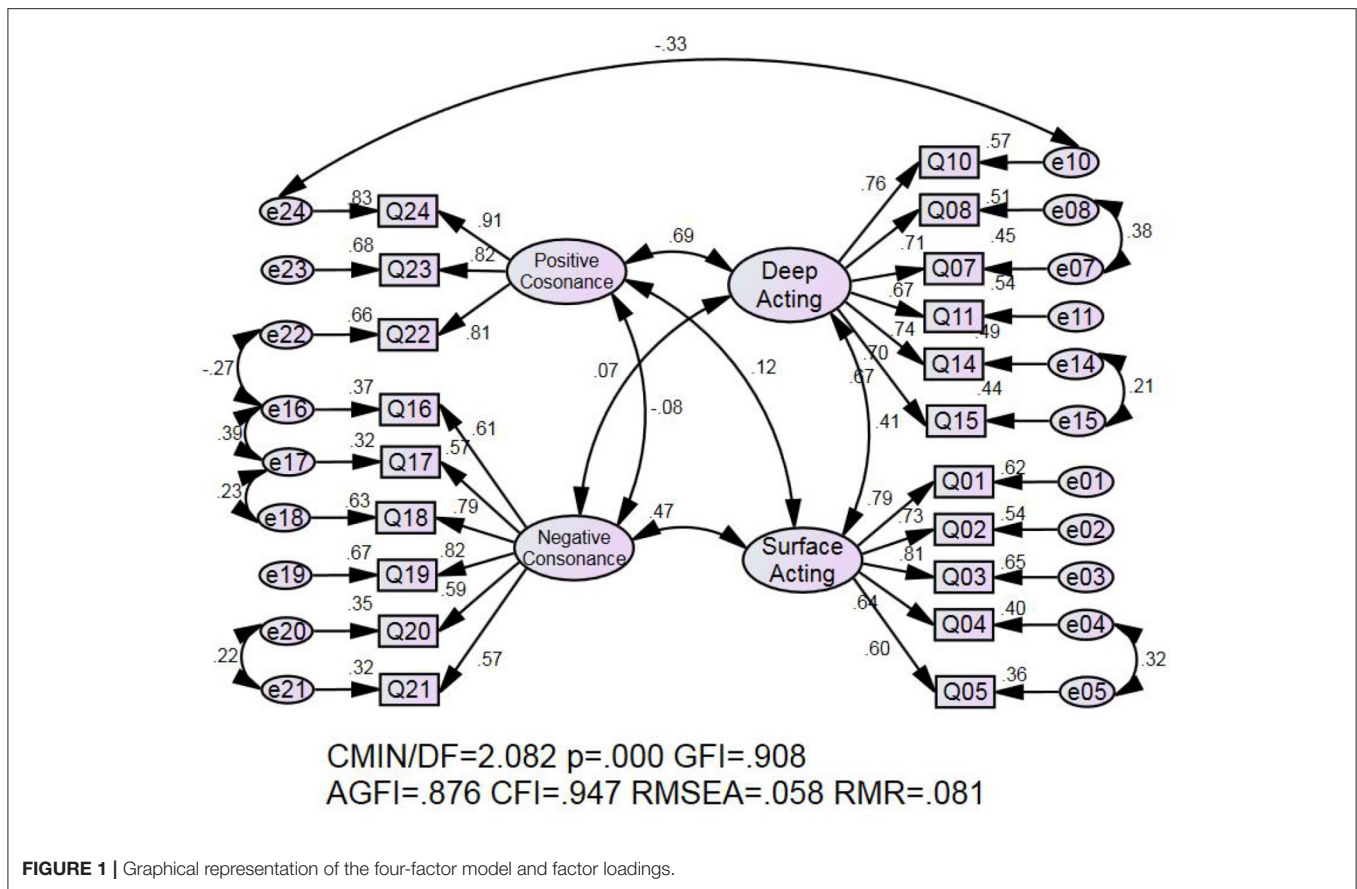 -.33
.57
Q10
e10
.76
.83
e24
Q24
.91
.51
Q08
e08
.38
.71
.45
.68
e23
Q23
.82
Positive
Cosonance
.69
Deep
Acting
Q07
e07
.67
.54
.66
e22
Q22
.81
Q11
e11
.74
.49
-.27
.07
.12
.70
.67
Q14
e14
.21
.37
e16
Q16
.61
-.08
.44
.41
Q15
e15
.39
.32
e17
Q17
.57
.62
Q01
e01
.79
.23
.63
e18
Q18
.79
.47
.73
.54
Q02
e02
Negative
Consonance
Surface
Acting
.67
e19
Q19
.82
.81
.65
Q03
e03
.59
.35
e20
Q20
.64
.40
Q04
e04
.22
.32
e21
Q21
.57
.60
.32
.36
Q05
e05
CMIN/DF=2.082 p=.000 GFI=.908
AGFI=.876 CFI=.947 RMSEA=.058 RMR=.081
FIGURE 1 | Graphical representation of the four-factor model and factor loadings.